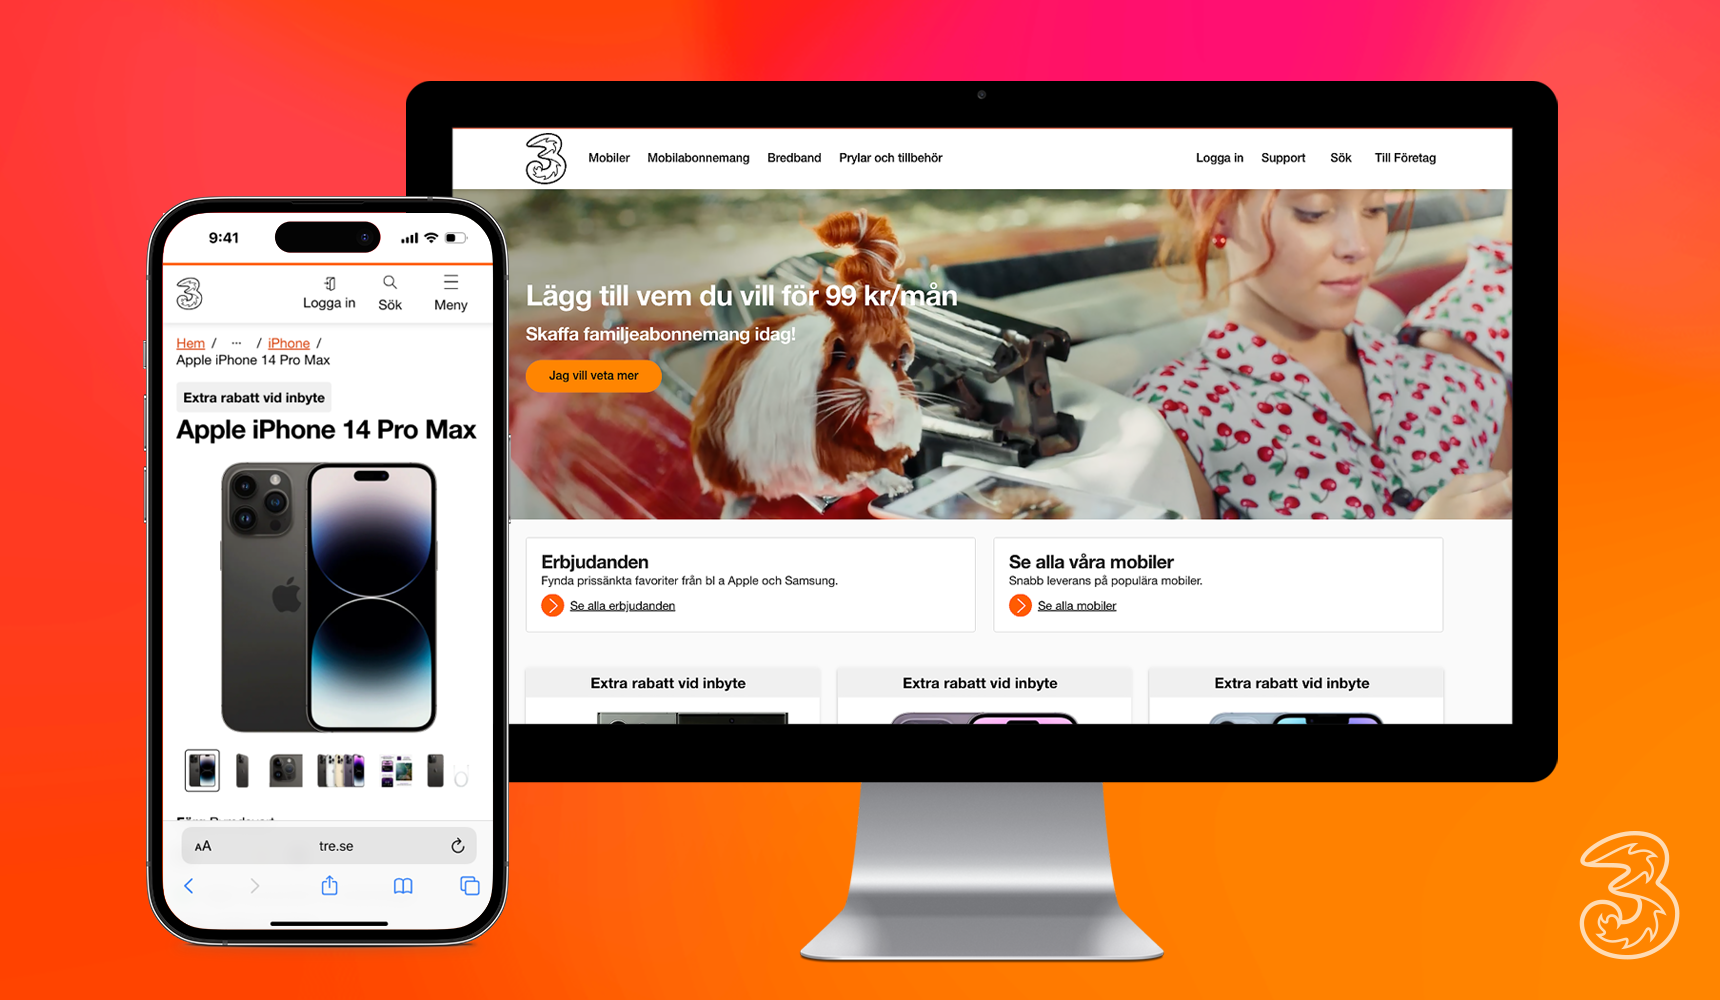 9:41
Logga in
Sök
Meny
Hem / ··· / iPhone /
Apple iPhone 14 Pro Max
Extra rabatt vid inbyte
Apple iPhone 14 Pro Max
AA
tre.se
3
Mobiler
Mobilabonnemang
Bredband
Prylar och tillbehör
Logga in
Support
Sök
Till Företag
Lägg till vem du vill för 99 kr/mån
Skaffa familjeabonnemang idag!
Jag vill veta mer
Erbjudanden
Fynda prissänkta favoriter från bl a Apple och Samsung.
Se alla erbjudanden
Se alla våra mobiler
Snabb leverans på populära mobiler.
Se alla mobiler
Extra rabatt vid inbyte
Extra rabatt vid inbyte
Extra rabatt vid inbyte
3